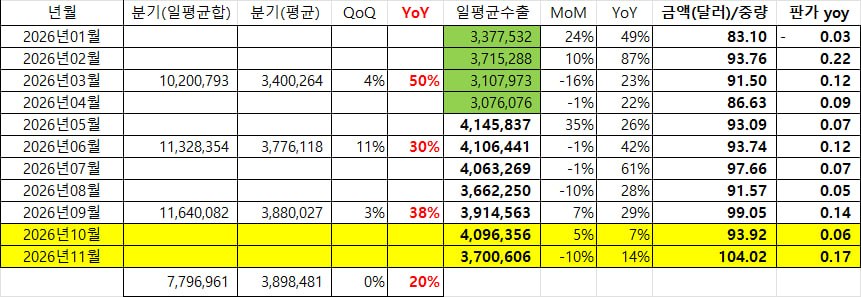 년월 분기(일평균합) 분기(평균) QoQ YoY 일평균수출 MoM YoY 금액(달러)/중량 판가 yoy
2026년01월 3,377,532 24% 49% 83.10 - 0.03
2026년02월 3,715,288 10% 87% 93.76 0.22
2026년03월 10,200,793 3,400,264 4% 50% 3,107,973 -16% 23% 91.50 0.12
2026년04월 3,076,076 -1% 22% 86.63 0.09
2026년05월 4,145,837 35% 26% 93.09 0.07
2026년06월 11,328,354 3,776,118 11% 30% 4,106,441 -1% 42% 93.74 0.12
2026년07월 4,063,269 -1% 61% 97.66 0.07
2026년08월 3,662,250 -10% 28% 91.57 0.05
2026년09월 11,640,082 3,880,027 3% 38% 3,914,563 7% 29% 99.05 0.14
2026년10월 4,096,356 5% 7% 93.92 0.06
2026년11월 3,700,606 -10% 14% 104.02 0.17
7,796,961 3,898,481 0% 20%